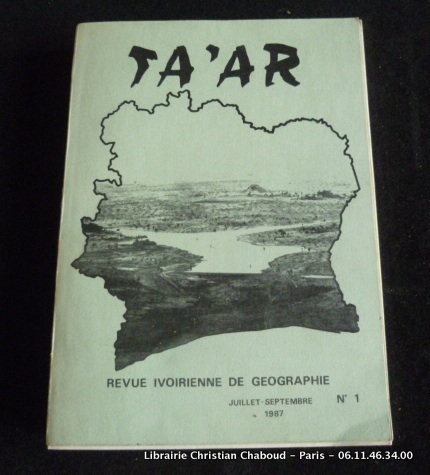 TA'AR
REVUE IVOIRIENNE DE GEOGRAPHIE
JUILLET-SEPTEMBRE N° 1
1987
Librairie Christian Chaboud - Paris - 06.11.46.34.00